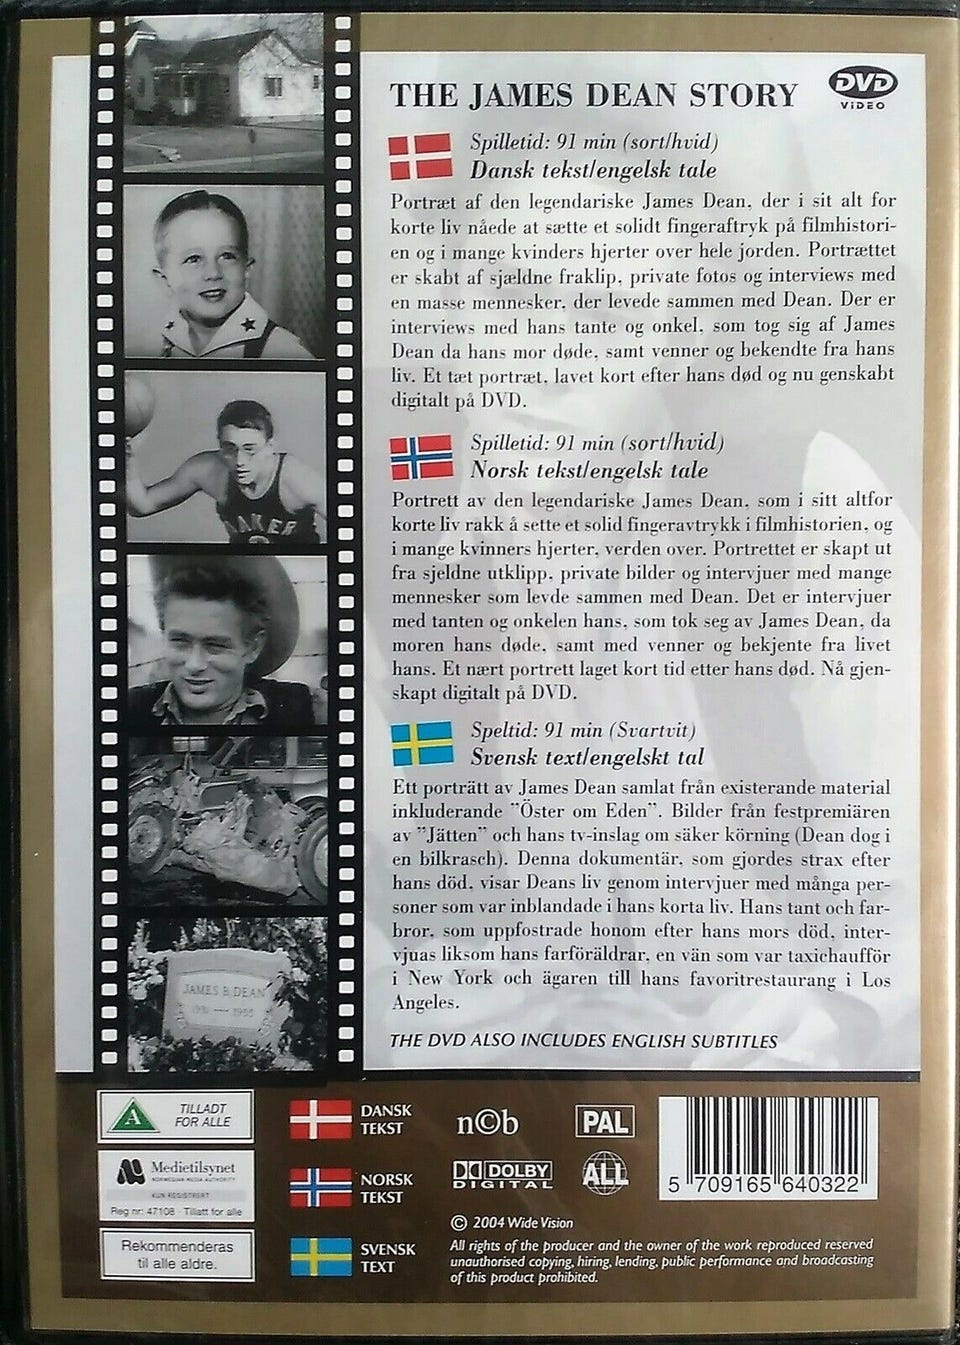 THE JAMES DEAN STORY
DVD
VIDEO
Spilletid: 91 min (sort/hvid)
Dansk tekst/engelsk tale
Portræt af den legendariske James Dean, der i sit alt for
korte liv nåede at sætte et solidt fingeraftryk på filmhistori-
en og i mange kvinders hjerter over hele jorden. Portrættet
er skabt af sjældne fraklip, private fotos og interviews med
en masse mennesker, der levede sammen med Dean. Der er
interviews med hans tante og onkel, som tog sig af James
Dean da hans mor døde, samt venner og bekendte fra hans
liv. Et tæt portræt, lavet kort efter hans død og nu genskabt
digitalt på DVD.
Spilletid: 91 min (sort/hvid)
Norsk tekst/engelsk tale
Portrett av den legendariske James Dean, som i sitt altfor
korte liv rakk å sette et solid fingeravtrykk i filmhistorien, og
i mange kvinners hjerter, verden over. Portrettet er skapt ut
fra sjeldne utklipp, private bilder og intervjuer med mange
mennesker som levde sammen med Dean. Det er intervjuer
med tanten og onkelen hans, som tok seg av James Dean, da
moren hans døde, samt med venner og bekjente fra livet
hans. Et nært portrett laget kort tid etter hans død. Nå gjen-
skapt digitalt på DVD.
Speltid: 91 min (Svartvit)
Svensk text/engelskt tal
Ett porträtt av James Dean samlat från existerande material
inkluderande "Öster om Eden". Bilder från festpremiären
av "Jätten" och hans tv-inslag om säker körning (Dean dog i
en bilkrasch). Denna dokumentär, som gjordes strax efter
hans död, visar Deans liv genom intervjuer med många per-
soner som var inblandade i hans korta liv. Hans tant och far-
bror, som uppfostrade honom efter hans mors död, inter-
vjuas liksom hans farföräldrar, en vän som var taxichaufför
i New York och ägaren till hans favoritrestaurang i Los
Angeles.
THE DVD ALSO INCLUDES ENGLISH SUBTITLES
JAMES B. DEAN
1931 — 1955
A
TILLADT
FOR ALLE
Medietilsynet
NORWEGIAN MEDIA AUTHORITY
KUN REGISTRERT
Reg nr: 47108 - Tillatt for alle
Rekommenderas
til alle aldre.
DANSK
TEKST
NORSK
TEKST
SVENSK
TEXT
n©b
PAL
DOLBY
DIGITAL
ALL
5 709165 640322
© 2004 Wide Vision
All rights of the producer and the owner of the work reproduced reserved
unauthorised copying, hiring, lending, public performance and broadcasting
of this product prohibited.